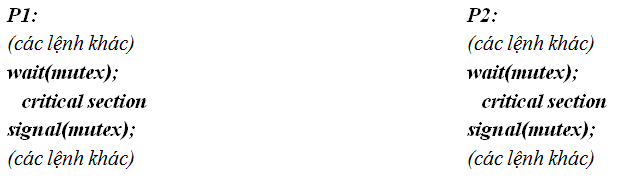 P1:
(các lệnh khác)
wait(mutex);
critical section
signal(mutex);
(các lệnh khác)
P2:
(các lệnh khác)
wait(mutex);
critical section
signal(mutex);
(các lệnh khác)